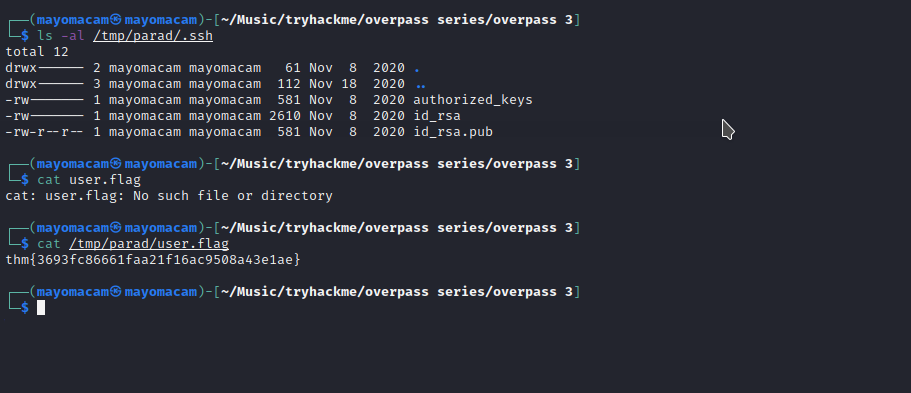 ┌──(mayomacam㉿mayomacam)-[~/Music/tryhackme/overpass series/overpass 3]
└─$ ls -al /tmp/parad/.ssh
total 12
drwx------ 2 mayomacam mayomacam   61 Nov  8  2020 .
drwx------ 3 mayomacam mayomacam  112 Nov 18  2020 ..
-rw------- 1 mayomacam mayomacam  581 Nov  8  2020 authorized_keys
-rw------- 1 mayomacam mayomacam 2610 Nov  8  2020 id_rsa
-rw-r--r-- 1 mayomacam mayomacam  581 Nov  8  2020 id_rsa.pub
┌──(mayomacam㉿mayomacam)-[~/Music/tryhackme/overpass series/overpass 3]
└─$ cat user.flag
cat: user.flag: No such file or directory
┌──(mayomacam㉿mayomacam)-[~/Music/tryhackme/overpass series/overpass 3]
└─$ cat /tmp/parad/user.flag
thm{3693fc86661faa21f16ac9508a43e1ae}
┌──(mayomacam㉿mayomacam)-[~/Music/tryhackme/overpass series/overpass 3]
└─$